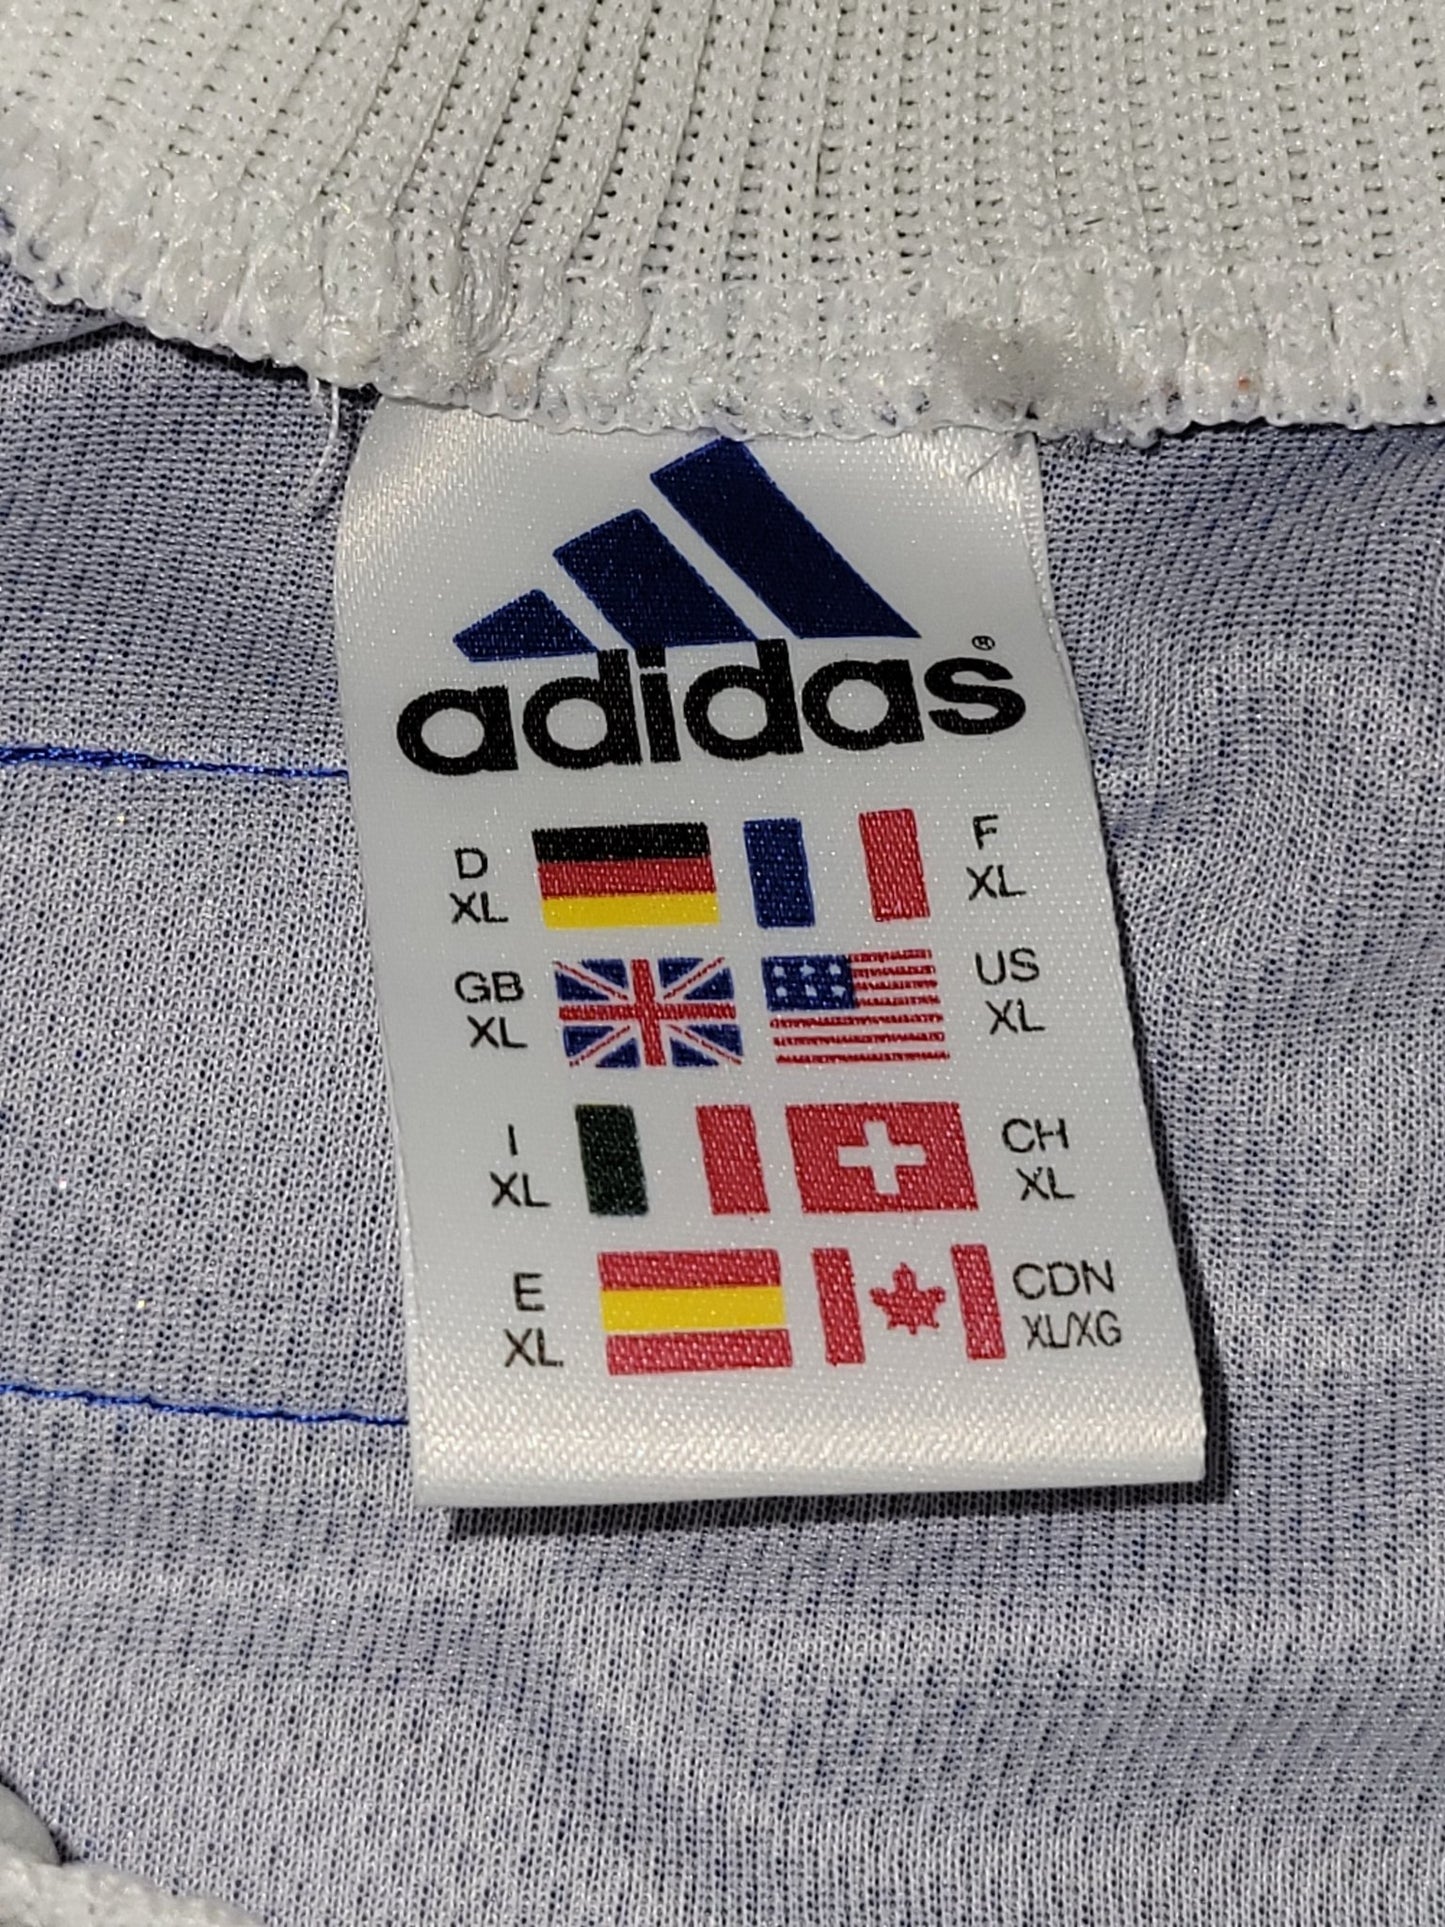 adidas®
D F
XL XL
GB US
XL XL
I CH
XL XL
E CDN
XL XL/XG